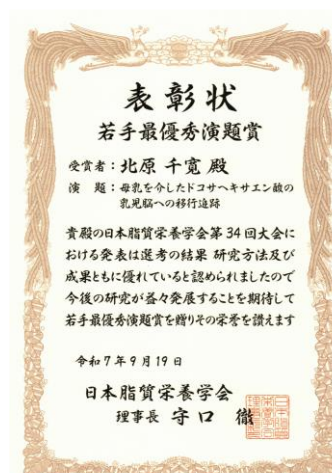 表彰状
若手最優秀演題賞
受賞者：北原 千寛 殿
演　題：母乳を介したドコサヘキサエン酸の
乳児脳への移行追跡
貴殿の日本脂質栄養学会第34回大会に
おける発表は選考の結果 研究方法及び
成果ともに優れていると認められましたので
今後の研究が益々発展することを期待して
若手最優秀演題賞を贈りその栄誉を讃えます
令和7年9月19日
日本脂質栄養学会
理事長 守口 徹